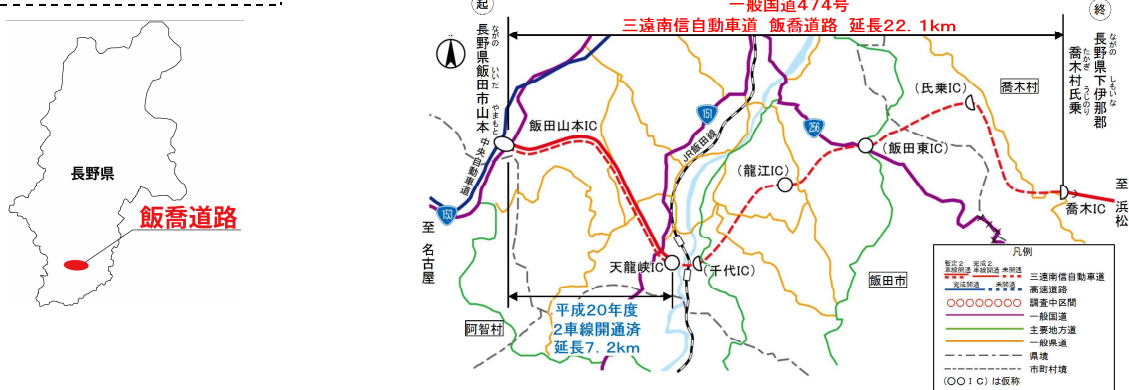 長野県
飯喬道路
一般国道474号
三遠南信自動車道 飯喬道路 延長22.1km
起
終
長野県飯田市山本
ながの
いいだ
やまもと
長野県下伊那郡
喬木村氏乗
ながの
しもいな
たかぎ
うじのり
飯田山本IC
中央自動車道
153
至 名古屋
151
JR飯田線
256
(氏乗IC)
喬木村
(飯田東IC)
(龍江IC)
喬木IC
至 浜松
天龍峡IC
(千代IC)
飯田市
阿智村
平成20年度
2車線開通済
延長7.2km
凡例
暫定2車線開通
完成2車線開通
未開通
三遠南信自動車道
完成開通
未開通
高速道路
調査中区間
一般国道
主要地方道
一般県道
県境
市町村境
(○○IC)は仮称